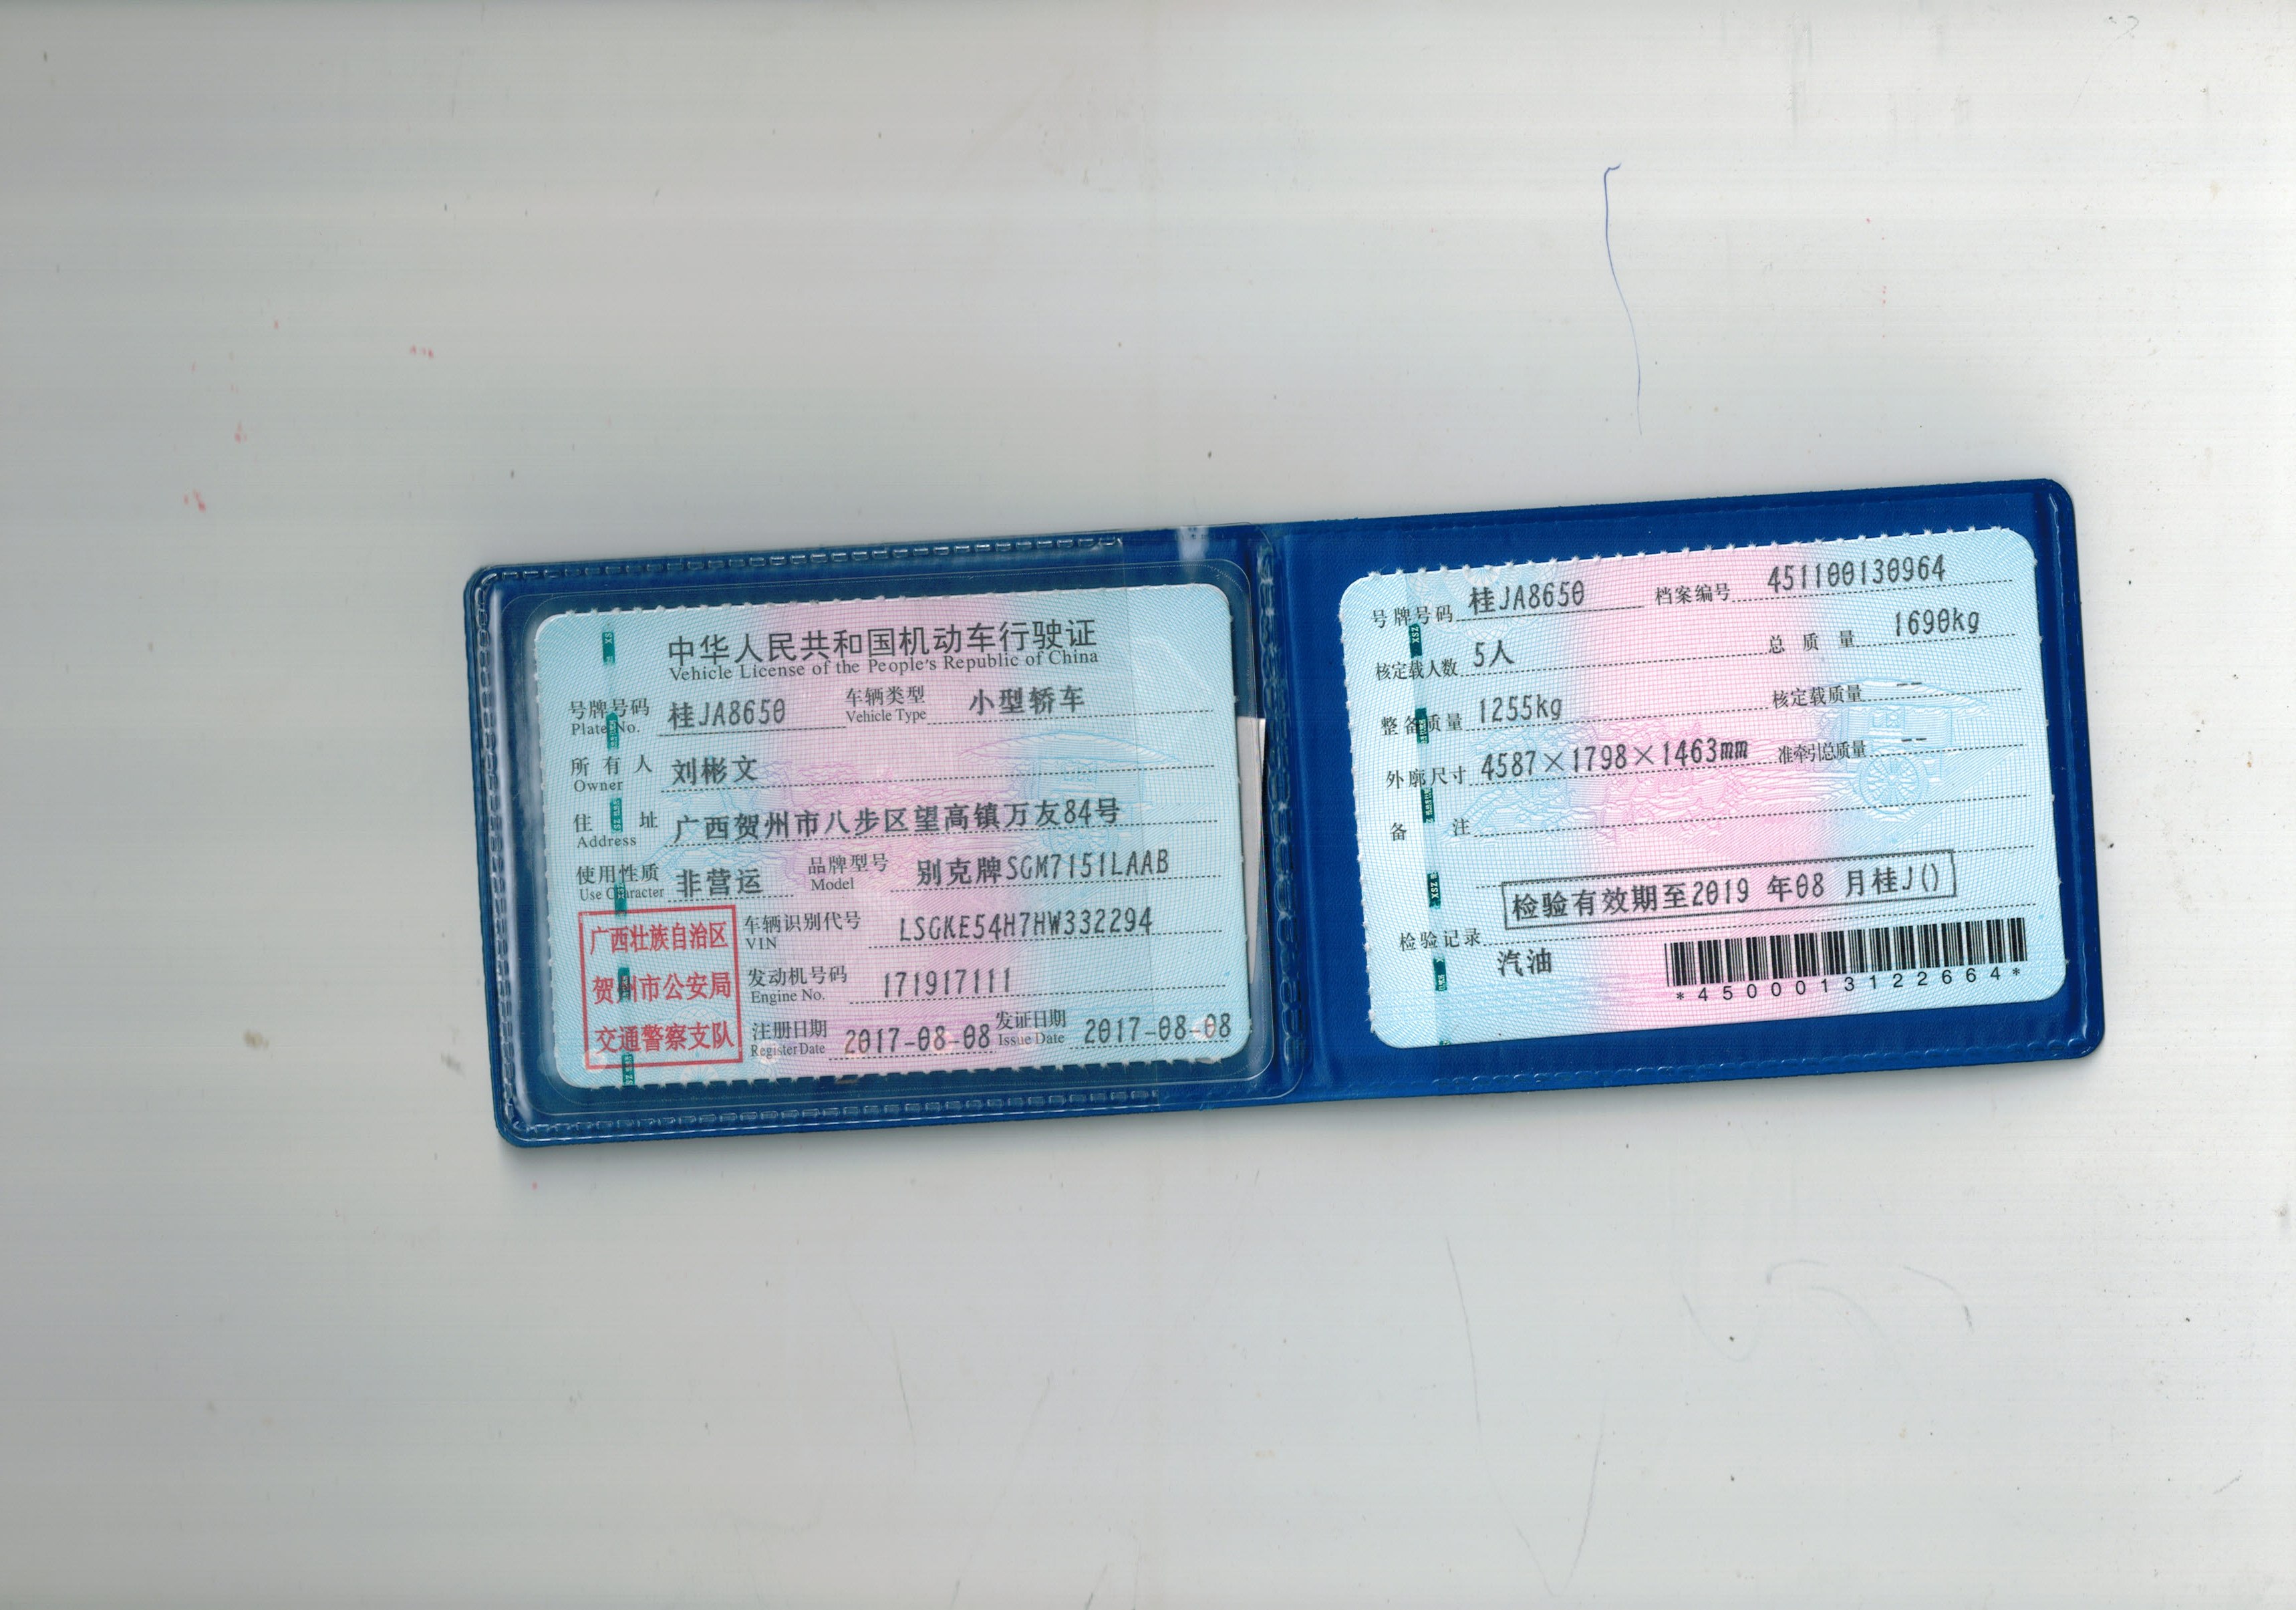 中华人民共和国机动车行驶证
Vehicle License of the People's Republic of China
号牌号码 桂JA8650 车辆类型 小型轿车
Plate No. Vehicle Type
所有人 刘彬文
Owner
住址 广西贺州市八步区望高镇万友84号
Address
使用性质 非营运 品牌型号 别克牌SGM7151LAAB
Use Character Model
广西壮族自治区
贺州市公安局
交通警察支队
车辆识别代号 LSGKE54H7HW332294
VIN
发动机号码 171917111
Engine No.
注册日期 2017-08-08 发证日期 2017-08-08
Register Date Issue Date
号牌号码 桂JA8650 档案编号 451100130964
核定载人数 5人 总质量 1690kg
整备质量 1255kg 核定载质量 --
外廓尺寸 4587×1798×1463mm 准牵引总质量 --
备注
检验有效期至2019 年08 月桂J()
检验记录
汽油
*4500013122664*